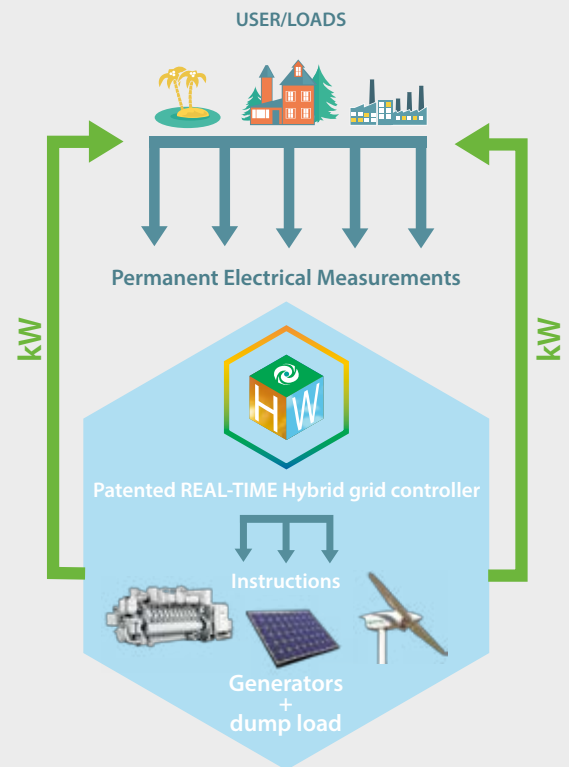 USER/LOADS
Permanent Electrical Measurements
kW
kW
H W
Patented REAL-TIME Hybrid grid controller
Instructions
Generators
+
dump load